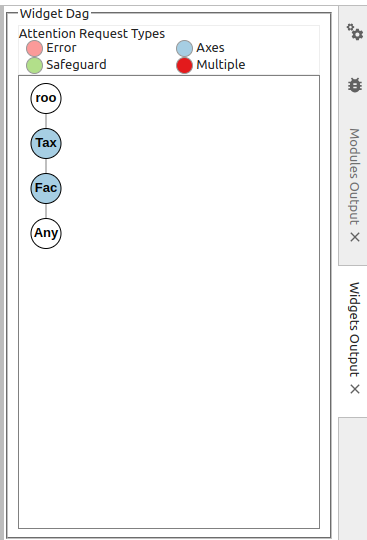 Widget Dag
Attention Request Types
Error
Axes
Safeguard
Multiple
roo
Tax
Fac
Any
Modules Output
Widgets Output